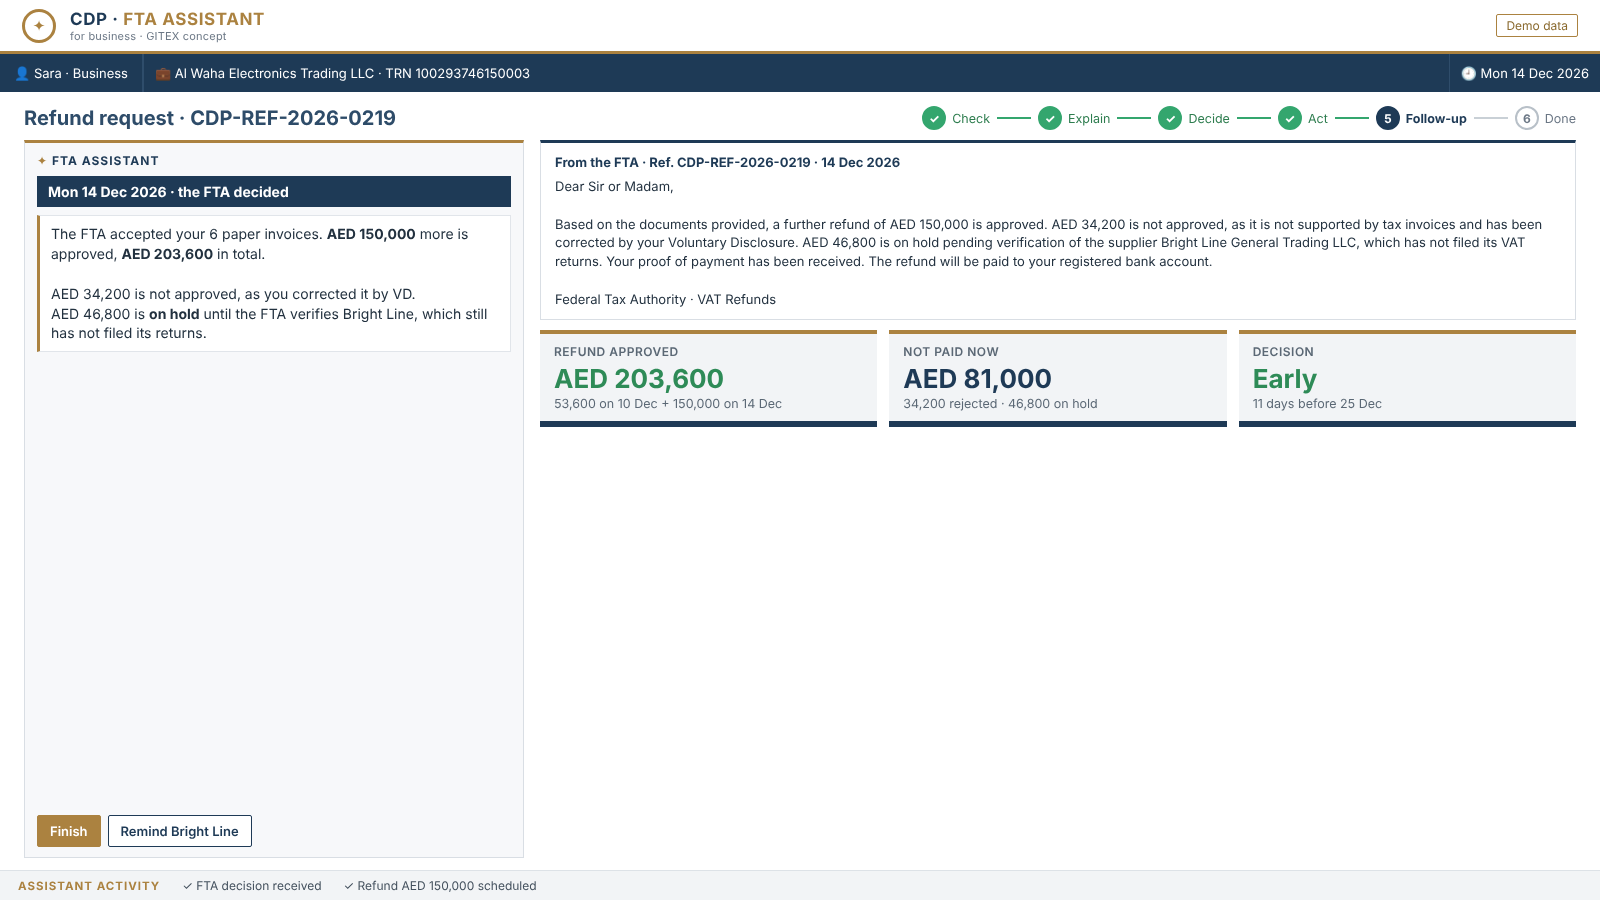 CDP · FTA ASSISTANT
for business · GITEX concept
Demo data
Sara · Business
Al Waha Electronics Trading LLC · TRN 100293746150003
Mon 14 Dec 2026
Refund request · CDP-REF-2026-0219
Check
Explain
Decide
Act
5 Follow-up
6 Done
FTA ASSISTANT
Mon 14 Dec 2026 · the FTA decided
The FTA accepted your 6 paper invoices. AED 150,000 more is
approved, AED 203,600 in total.
AED 34,200 is not approved, as you corrected it by VD.
AED 46,800 is on hold until the FTA verifies Bright Line, which still
has not filed its returns.
Finish
Remind Bright Line
From the FTA · Ref. CDP-REF-2026-0219 · 14 Dec 2026
Dear Sir or Madam,
Based on the documents provided, a further refund of AED 150,000 is approved. AED 34,200 is not approved, as it is not supported by tax invoices and has been
corrected by your Voluntary Disclosure. AED 46,800 is on hold pending verification of the supplier Bright Line General Trading LLC, which has not filed its VAT
returns. Your proof of payment has been received. The refund will be paid to your registered bank account.
Federal Tax Authority · VAT Refunds
REFUND APPROVED
AED 203,600
53,600 on 10 Dec + 150,000 on 14 Dec
NOT PAID NOW
AED 81,000
34,200 rejected · 46,800 on hold
DECISION
Early
11 days before 25 Dec
ASSISTANT ACTIVITY
✓ FTA decision received
✓ Refund AED 150,000 scheduled